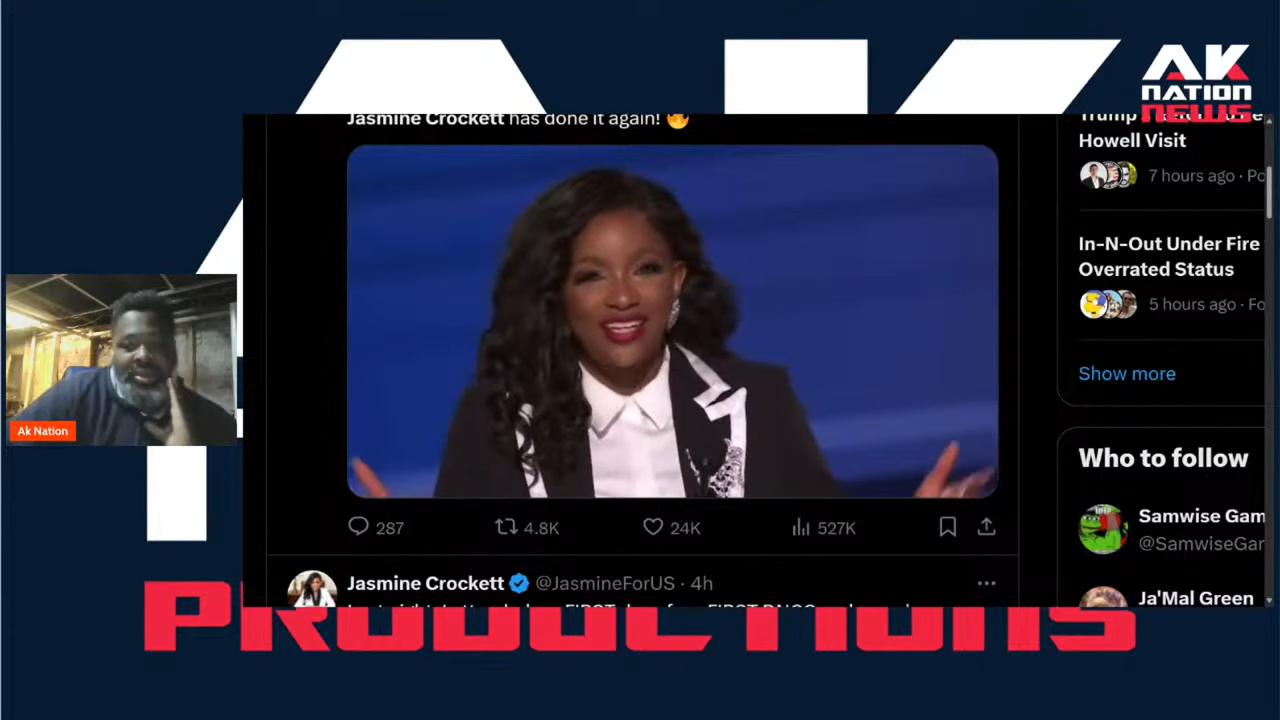 AK
NATION
NEWS
Jasmine Crockett has done it again!
Howell Visit
7 hours ago
In-N-Out Under Fire
Overrated Status
5 hours ago
Show more
Ak Nation
Who to follow
287
4.8K
24K
527K
Samwise Gam
@SamwiseGar
Jasmine Crockett @JasmineForUS · 4h
Ja'Mal Green
PRODUCTIONS